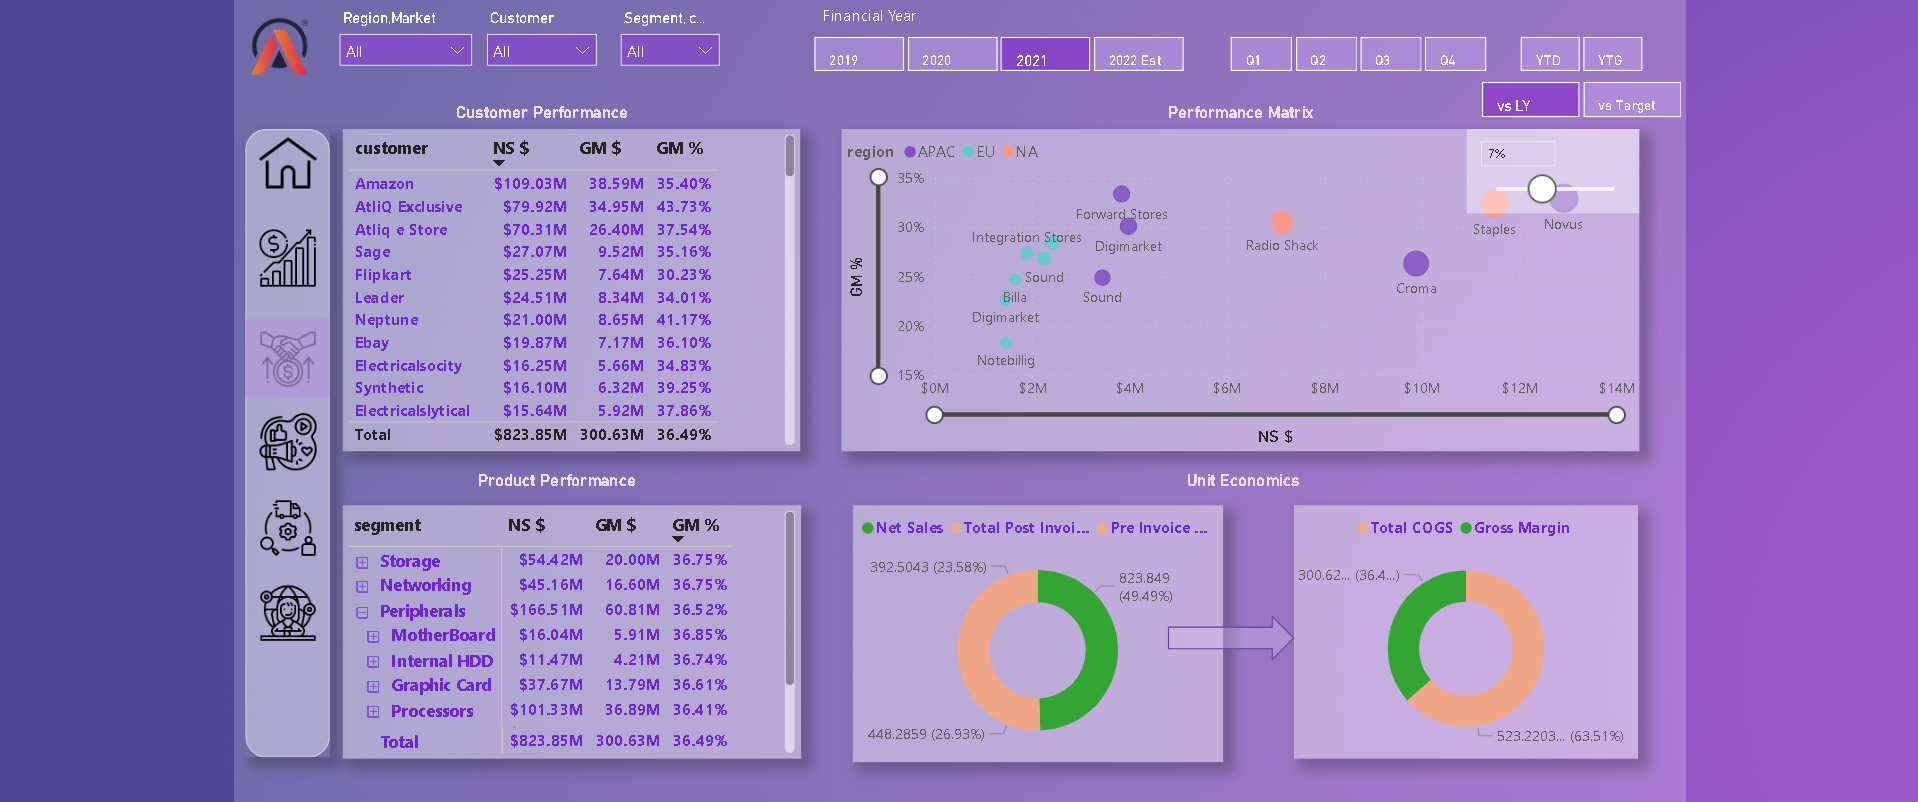 Region,Market Customer Segment, c... Financial Year
All All All
2019 2020 2021 2022 Est Q1 Q2 Q3 Q4 YTD YTG
vs LY vs Target
Customer Performance
customer NS $ GM $ GM %
Amazon $109.03M 38.59M 35.40%
AtliQ Exclusive $79.92M 34.95M 43.73%
Atliq e Store $70.31M 26.40M 37.54%
Sage $27.07M 9.52M 35.16%
Flipkart $25.25M 7.64M 30.23%
Leader $24.51M 8.34M 34.01%
Neptune $21.00M 8.65M 41.17%
Ebay $19.87M 7.17M 36.10%
Electricalsocity $16.25M 5.66M 34.83%
Synthetic $16.10M 6.32M 39.25%
Electricalslytical $15.64M 5.92M 37.86%
Total $823.85M 300.63M 36.49%
Performance Matrix
region APAC EU NA
7%
35%
30%
25%
20%
15%
GM %
Forward Stores
Integration Stores
Digimarket
Radio Shack
Staples
Novus
Sound
Croma
Billa
Sound
Digimarket
Notebillig
$0M $2M $4M $6M $8M $10M $12M $14M
NS $
Product Performance
segment NS $ GM $ GM %
Storage $54.42M 20.00M 36.75%
Networking $45.16M 16.60M 36.75%
Peripherals $166.51M 60.81M 36.52%
MotherBoard $16.04M 5.91M 36.85%
Internal HDD $11.47M 4.21M 36.74%
Graphic Card $37.67M 13.79M 36.61%
Processors $101.33M 36.89M 36.41%
Total $823.85M 300.63M 36.49%
Unit Economics
Net Sales Total Post Invoi... Pre Invoice ...
392.5043 (23.58%)
823.849
(49.49%)
448.2859 (26.93%)
Total COGS Gross Margin
300.62... (36.4...)
523.2203... (63.51%)